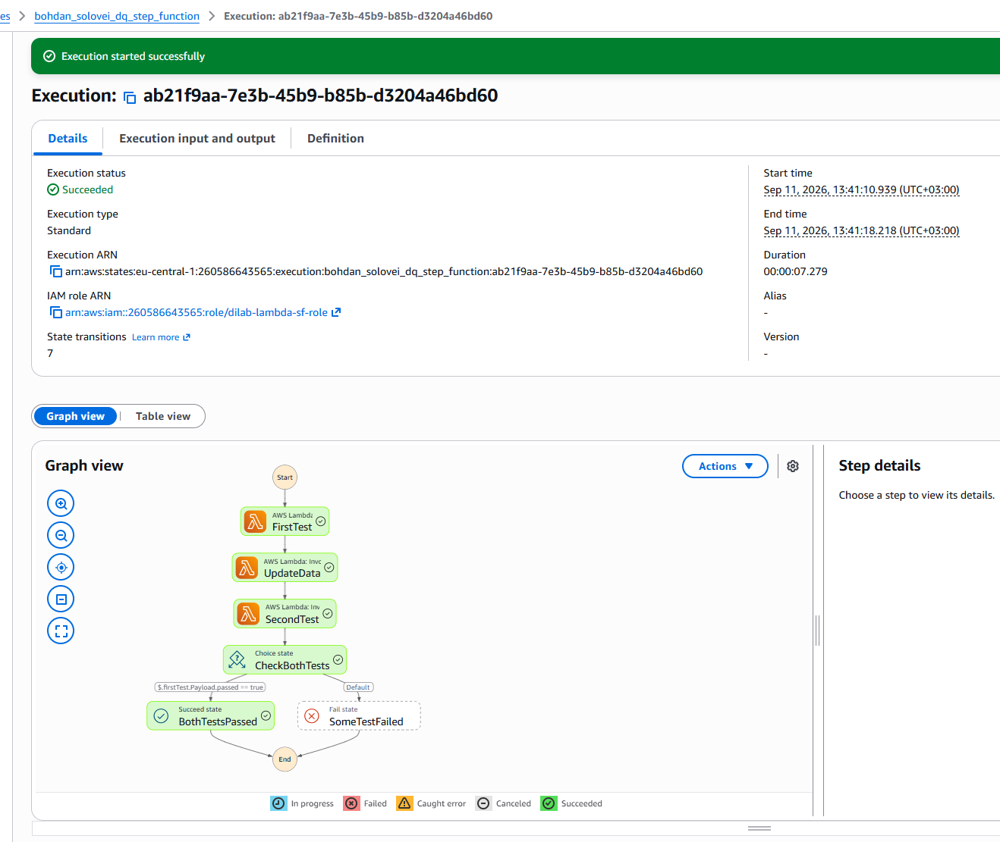 es > bohdan_solovei_dq_step_function > Execution: ab21f9aa-7e3b-45b9-b85b-d3204a46bd60
Execution started successfully
Execution: ab21f9aa-7e3b-45b9-b85b-d3204a46bd60
Details
Execution input and output
Definition
Execution status
Succeeded
Execution type
Standard
Execution ARN
arn:aws:states:eu-central-1:260586643565:execution:bohdan_solovei_dq_step_function:ab21f9aa-7e3b-45b9-b85b-d3204a46bd60
IAM role ARN
arn:aws:iam::260586643565:role/dilab-lambda-sf-role
State transitions Learn more
7
Start time
Sep 11, 2026, 13:41:10.939 (UTC+03:00)
End time
Sep 11, 2026, 13:41:18.218 (UTC+03:00)
Duration
00:00:07.279
Alias
-
Version
-
Graph view
Table view
Graph view
Actions
Start
AWS Lambda
FirstTest
AWS Lambda: Invc
UpdateData
AWS Lambda: Inv
SecondTest
Choice state
CheckBothTests
$.firstTest.Payload.passed == true
Default
Succeed state
BothTestsPassed
Fail state
SomeTestFailed
End
In progress
Failed
Caught error
Canceled
Succeeded
Step details
Choose a step to view its details.